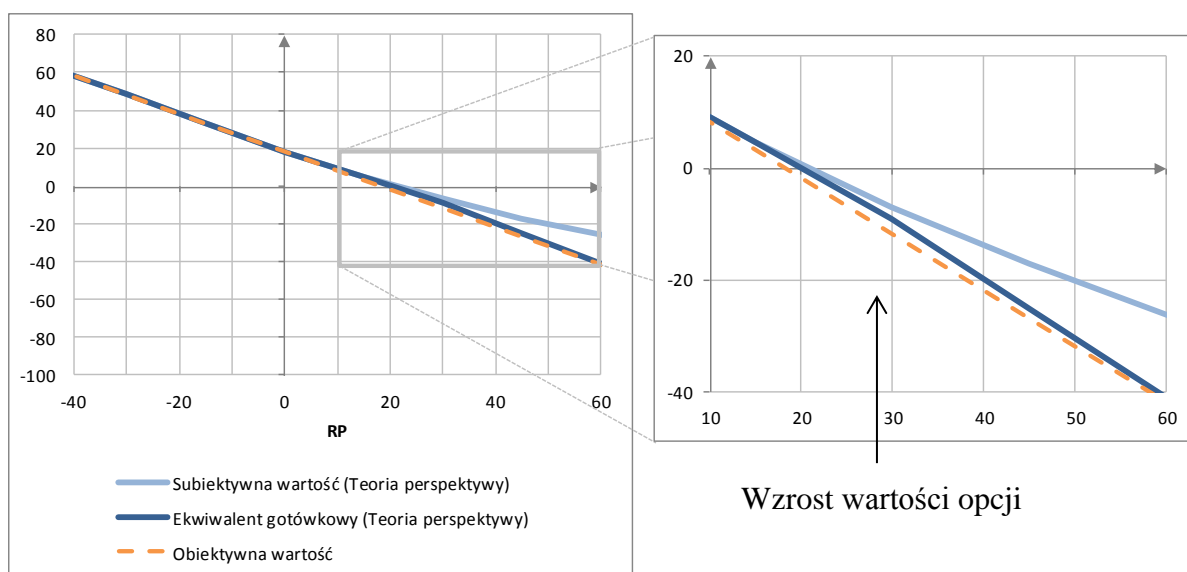 80
60
40
20
0
-20
-40
-60
-80
-100
-40 -20 0 20 40 60
RP
Subiektywna wartość (Teoria perspektywy)
Ekwiwalent gotówkowy (Teoria perspektywy)
Obiektywna wartość
20
0
-20
-40
10 20 30 40 50 60
Wzrost wartości opcji